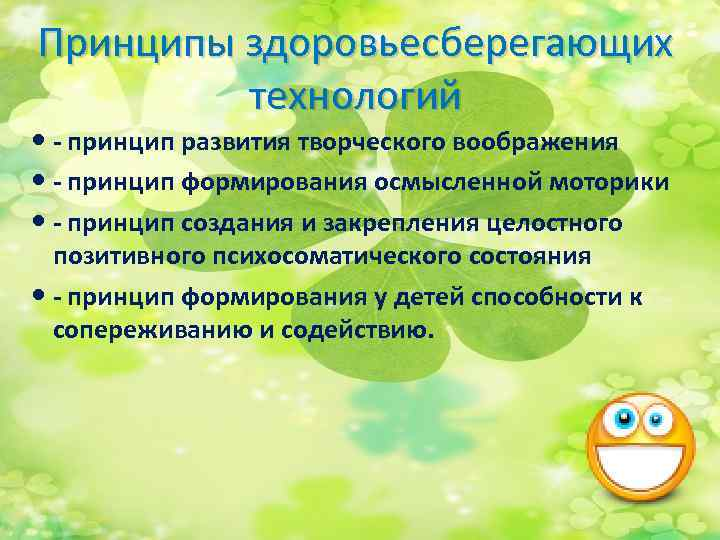 Принципы здоровьесберегающих
технологий
• - принцип развития творческого воображения
• - принцип формирования осмысленной моторики
• - принцип создания и закрепления целостного
позитивного психосоматического состояния
• - принцип формирования у детей способности к
сопереживанию и содействию.